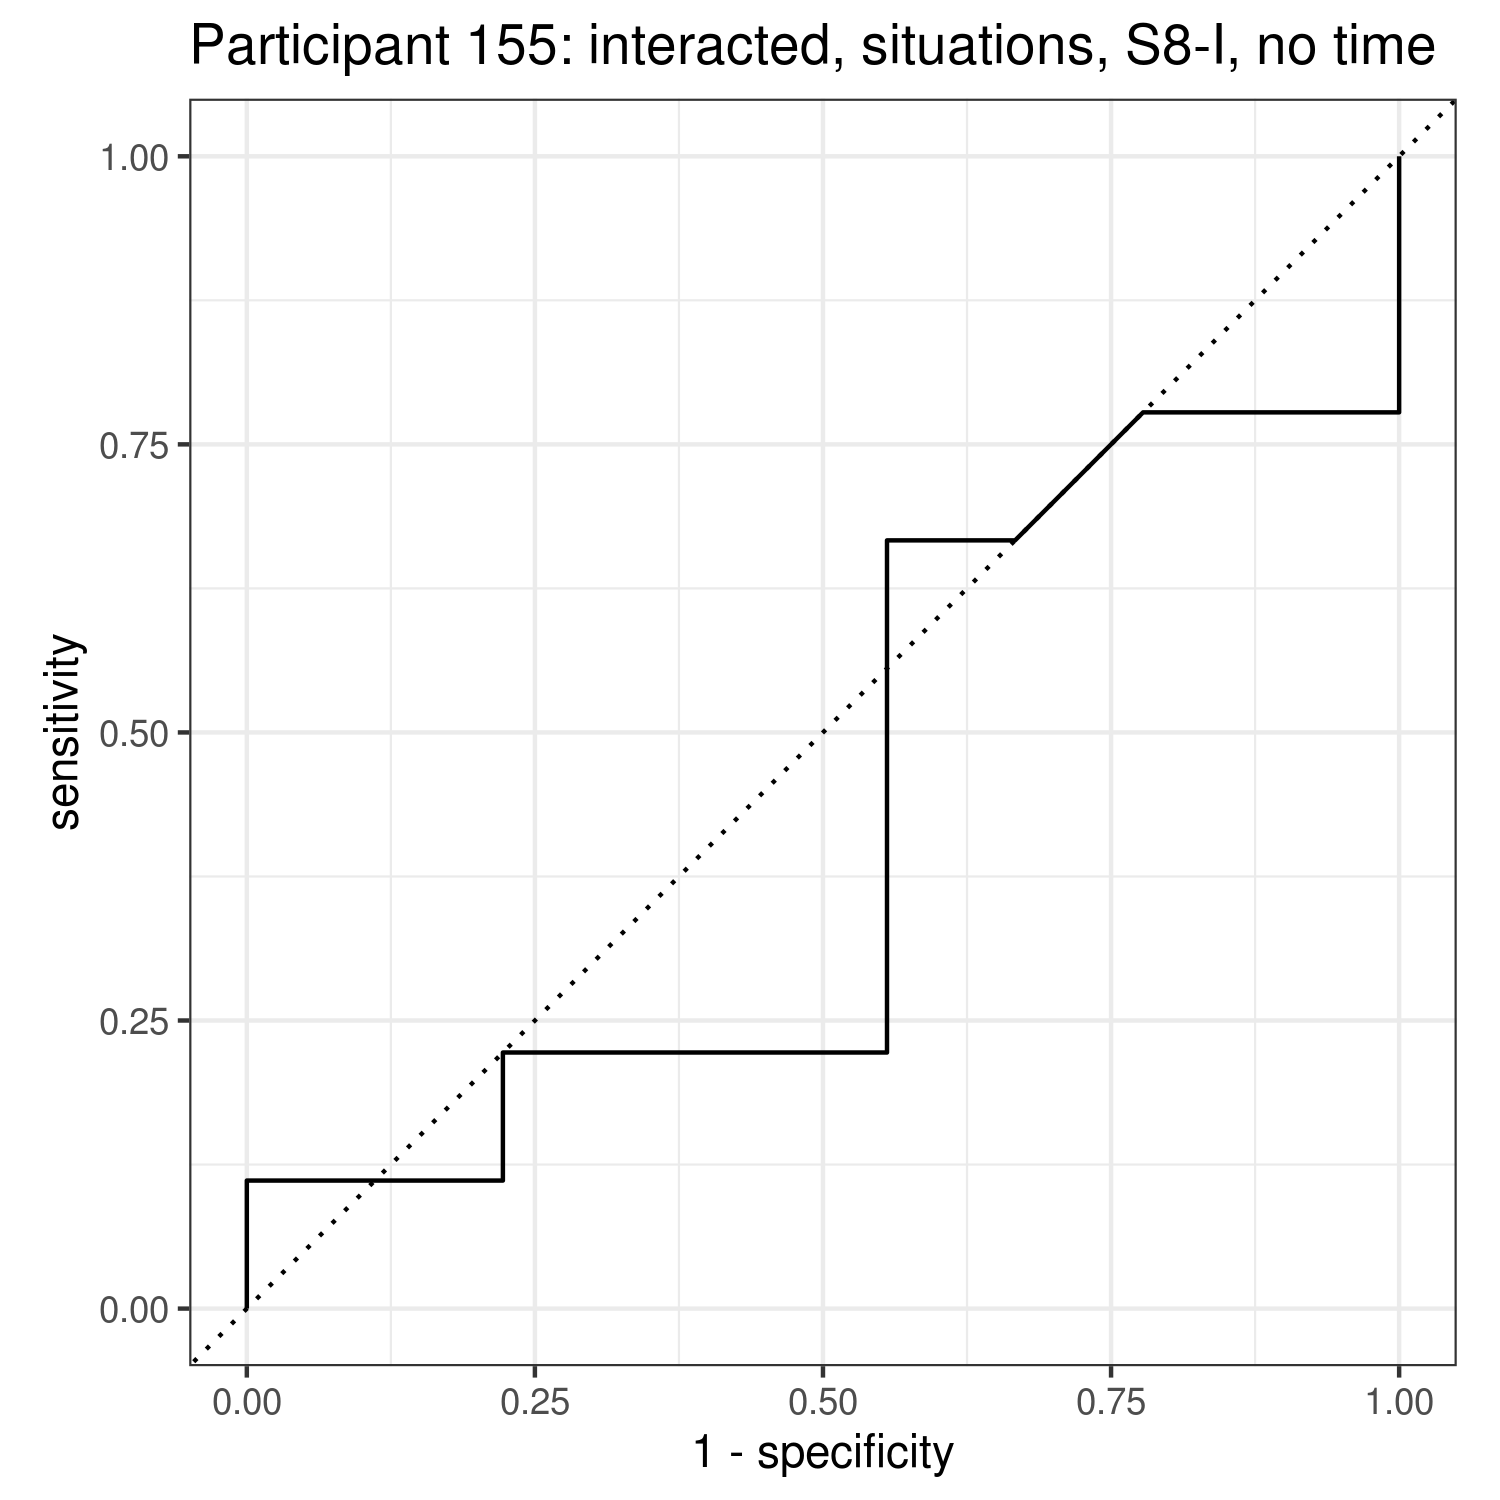 Participant 155: interacted, situations, S8-I, no time
sensitivity
1.00
0.75
0.50
0.25
0.00
0.00 0.25 0.50 0.75 1.00
1 - specificity